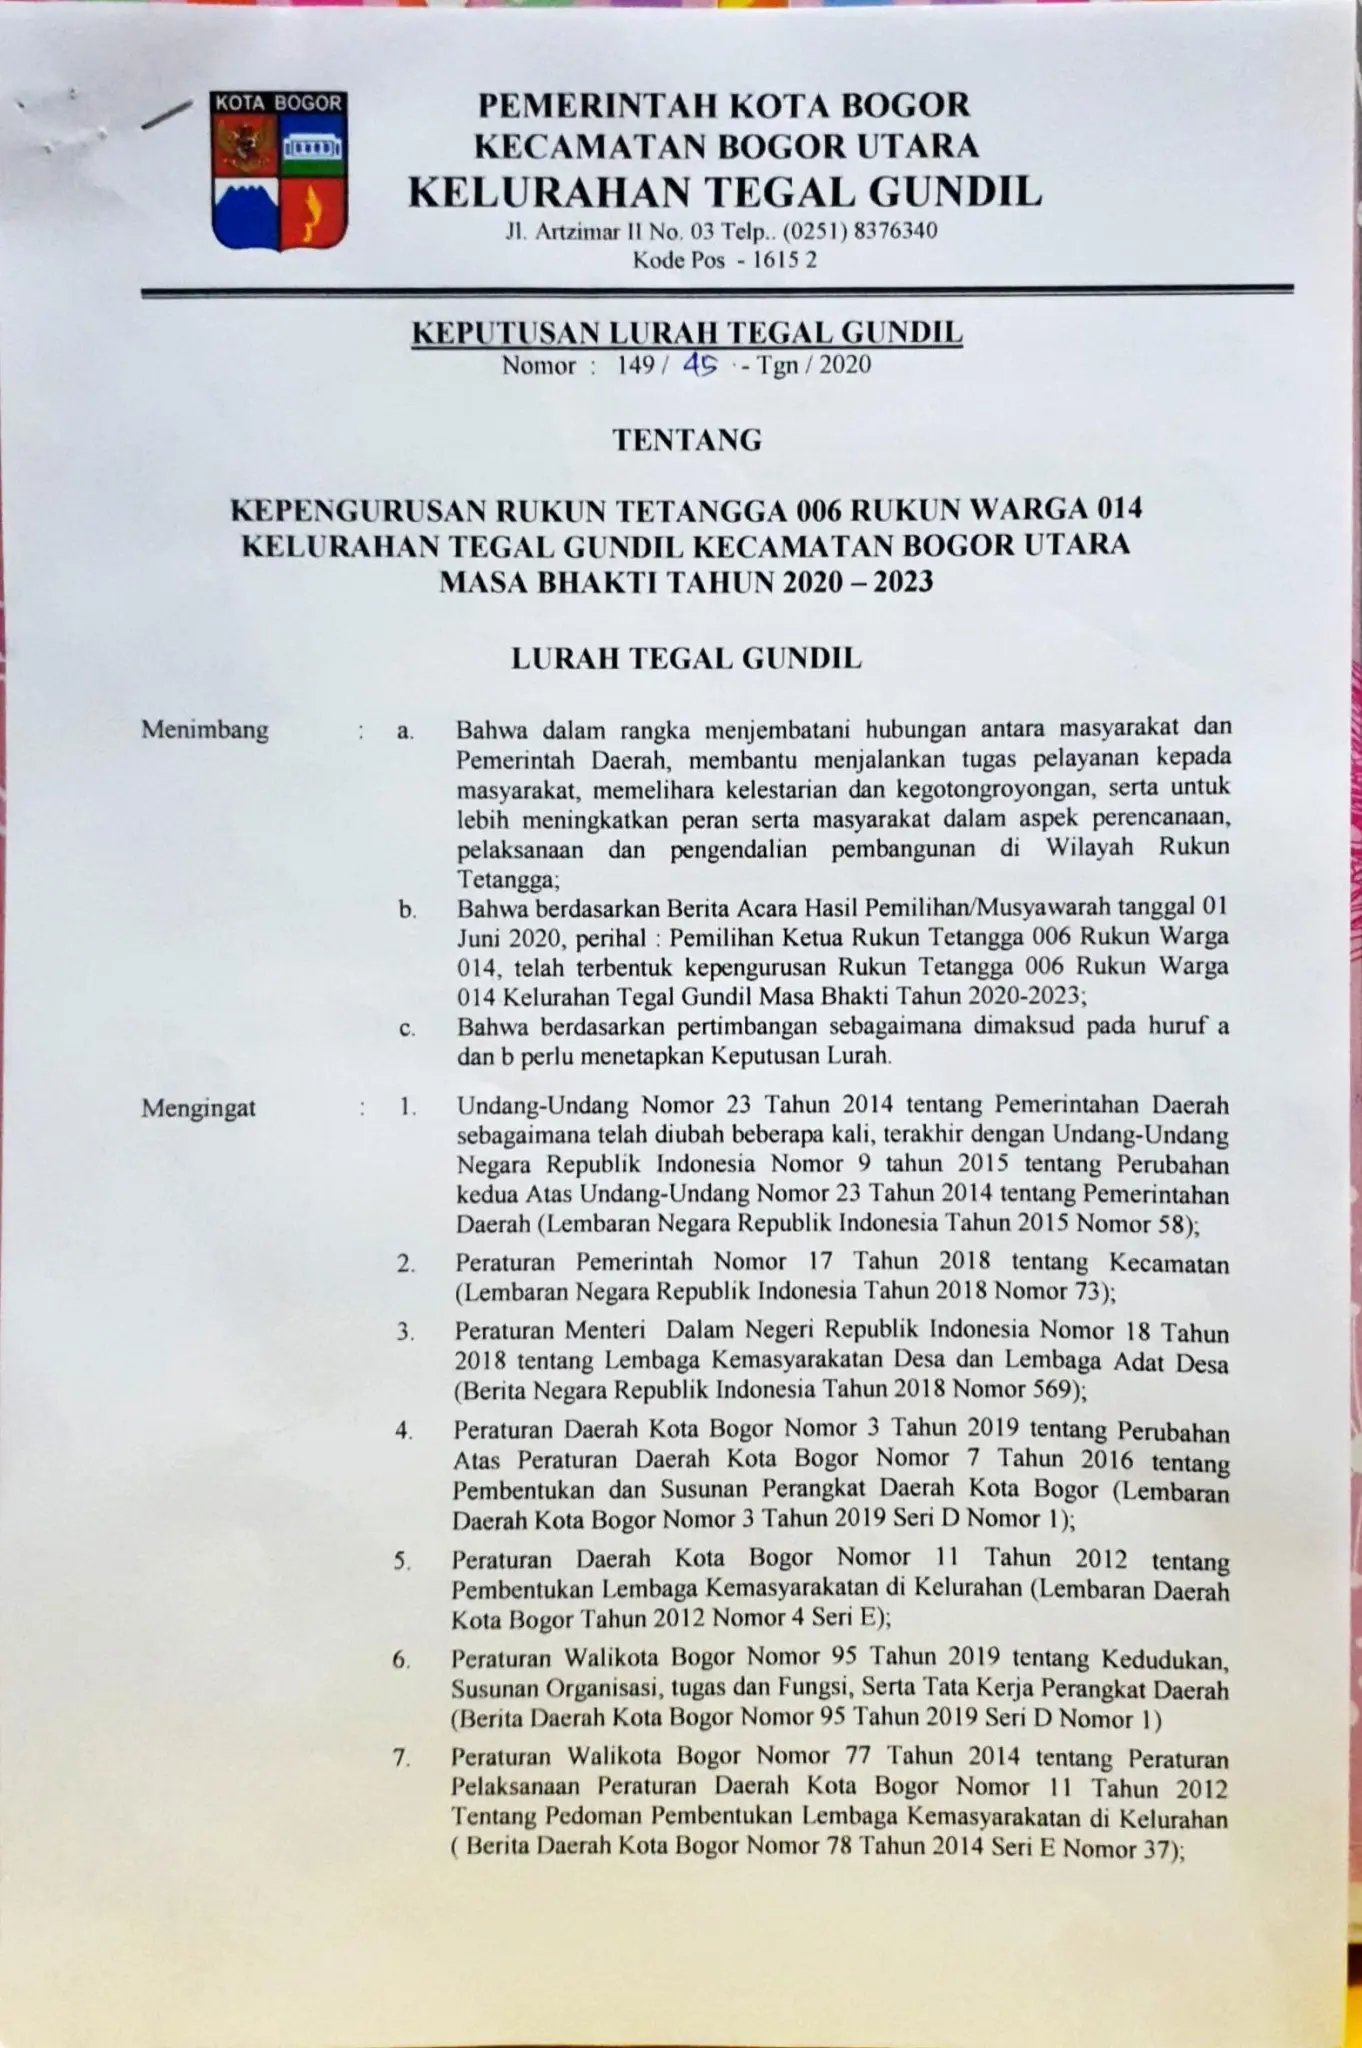 KOTA BOGOR
PEMERINTAH KOTA BOGOR
KECAMATAN BOGOR UTARA
KELURAHAN TEGAL GUNDIL
Jl. Artzimar II No. 03 Telp.. (0251) 8376340
Kode Pos - 1615 2
KEPUTUSAN LURAH TEGAL GUNDIL
Nomor : 149 / 45 - Tgn / 2020
TENTANG
KEPENGURUSAN RUKUN TETANGGA 006 RUKUN WARGA 014
KELURAHAN TEGAL GUNDIL KECAMATAN BOGOR UTARA
MASA BHAKTI TAHUN 2020 – 2023
LURAH TEGAL GUNDIL
Menimbang : a. Bahwa dalam rangka menjembatani hubungan antara masyarakat dan
Pemerintah Daerah, membantu menjalankan tugas pelayanan kepada
masyarakat, memelihara kelestarian dan kegotongroyongan, serta untuk
lebih meningkatkan peran serta masyarakat dalam aspek perencanaan,
pelaksanaan dan pengendalian pembangunan di Wilayah Rukun
Tetangga;
b. Bahwa berdasarkan Berita Acara Hasil Pemilihan/Musyawarah tanggal 01
Juni 2020, perihal : Pemilihan Ketua Rukun Tetangga 006 Rukun Warga
014, telah terbentuk kepengurusan Rukun Tetangga 006 Rukun Warga
014 Kelurahan Tegal Gundil Masa Bhakti Tahun 2020-2023;
c. Bahwa berdasarkan pertimbangan sebagaimana dimaksud pada huruf a
dan b perlu menetapkan Keputusan Lurah.
Mengingat : 1. Undang-Undang Nomor 23 Tahun 2014 tentang Pemerintahan Daerah
sebagaimana telah diubah beberapa kali, terakhir dengan Undang-Undang
Negara Republik Indonesia Nomor 9 tahun 2015 tentang Perubahan
kedua Atas Undang-Undang Nomor 23 Tahun 2014 tentang Pemerintahan
Daerah (Lembaran Negara Republik Indonesia Tahun 2015 Nomor 58);
2. Peraturan Pemerintah Nomor 17 Tahun 2018 tentang Kecamatan
(Lembaran Negara Republik Indonesia Tahun 2018 Nomor 73);
3. Peraturan Menteri Dalam Negeri Republik Indonesia Nomor 18 Tahun
2018 tentang Lembaga Kemasyarakatan Desa dan Lembaga Adat Desa
(Berita Negara Republik Indonesia Tahun 2018 Nomor 569);
4. Peraturan Daerah Kota Bogor Nomor 3 Tahun 2019 tentang Perubahan
Atas Peraturan Daerah Kota Bogor Nomor 7 Tahun 2016 tentang
Pembentukan dan Susunan Perangkat Daerah Kota Bogor (Lembaran
Daerah Kota Bogor Nomor 3 Tahun 2019 Seri D Nomor 1);
5. Peraturan Daerah Kota Bogor Nomor 11 Tahun 2012 tentang
Pembentukan Lembaga Kemasyarakatan di Kelurahan (Lembaran Daerah
Kota Bogor Tahun 2012 Nomor 4 Seri E);
6. Peraturan Walikota Bogor Nomor 95 Tahun 2019 tentang Kedudukan,
Susunan Organisasi, tugas dan Fungsi, Serta Tata Kerja Perangkat Daerah
(Berita Daerah Kota Bogor Nomor 95 Tahun 2019 Seri D Nomor 1)
7. Peraturan Walikota Bogor Nomor 77 Tahun 2014 tentang Peraturan
Pelaksanaan Peraturan Daerah Kota Bogor Nomor 11 Tahun 2012
Tentang Pedoman Pembentukan Lembaga Kemasyarakatan di Kelurahan
( Berita Daerah Kota Bogor Nomor 78 Tahun 2014 Seri E Nomor 37);